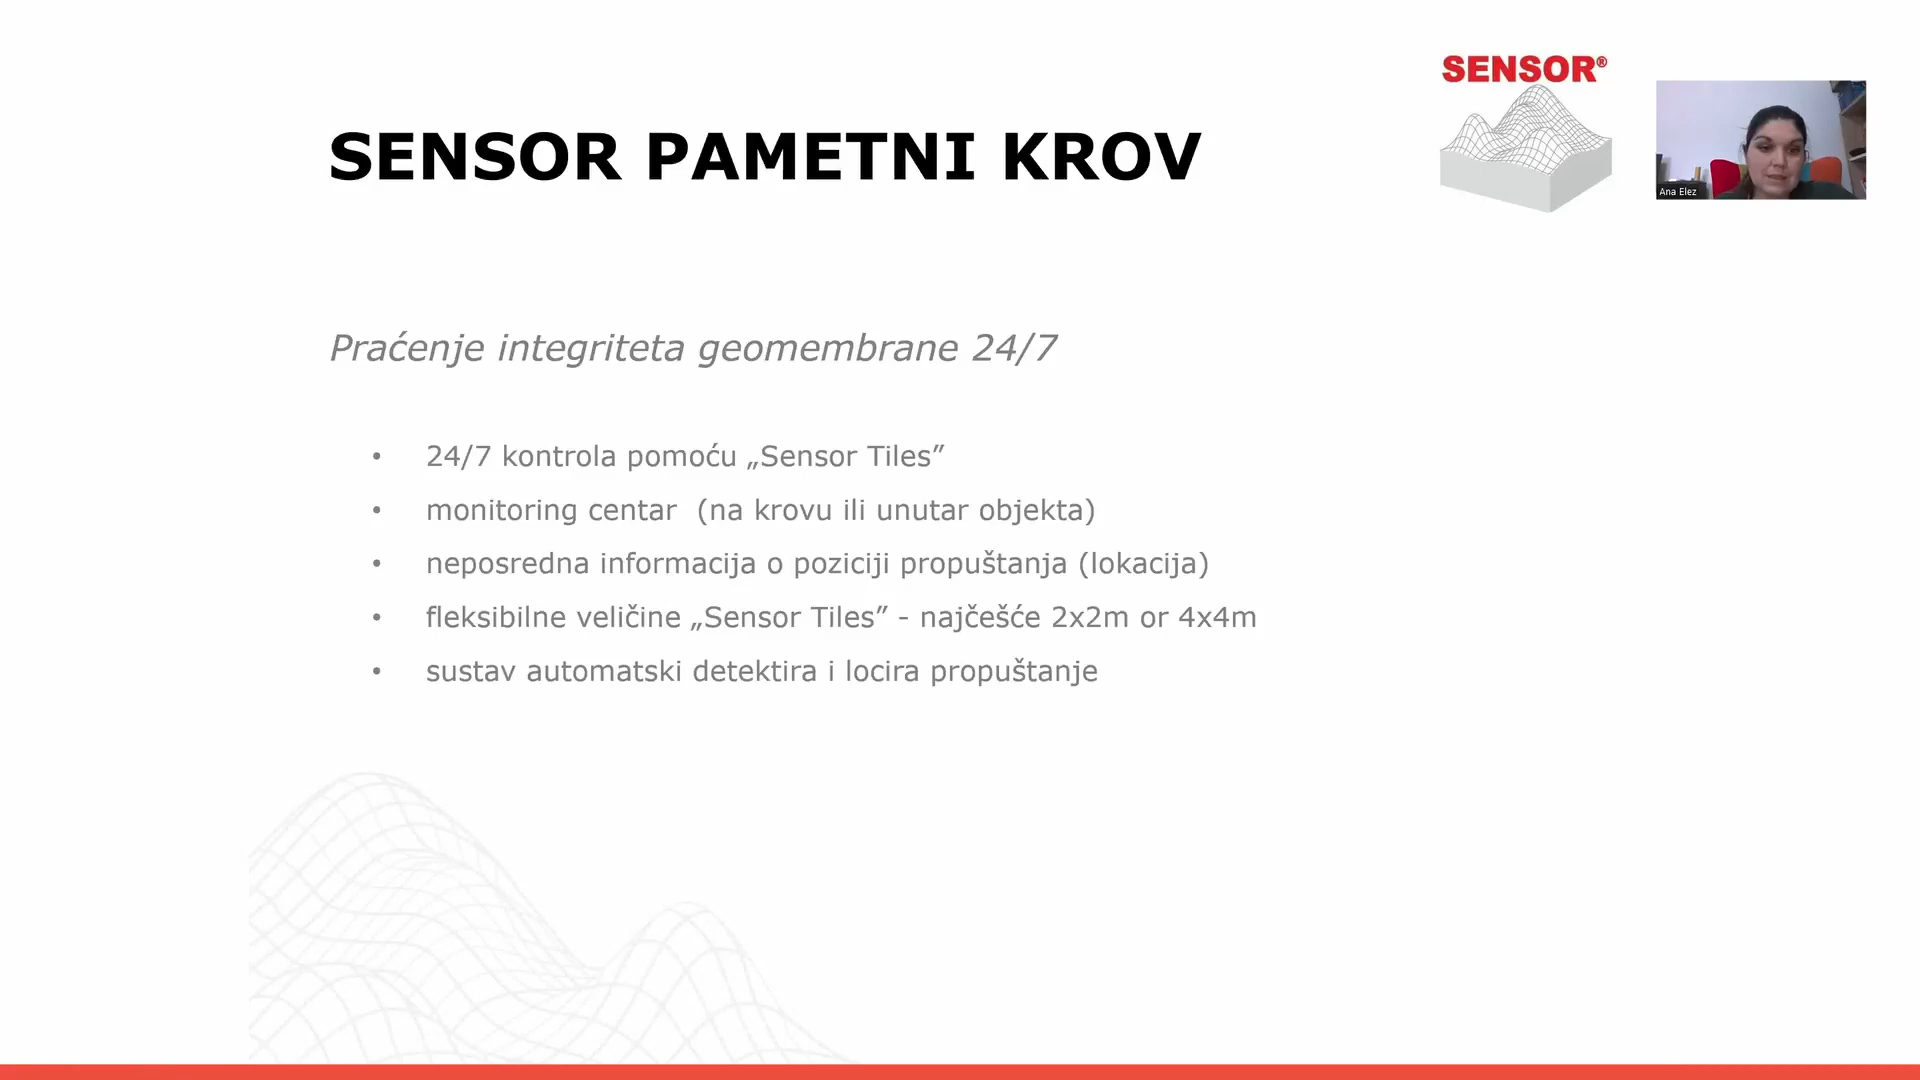 SENSOR®
SENSOR PAMETNI KROV
Ana Elez
Praćenje integriteta geomembrane 24/7
• 24/7 kontrola pomoću „Sensor Tiles”
• monitoring centar  (na krovu ili unutar objekta)
• neposredna informacija o poziciji propuštanja (lokacija)
• fleksibilne veličine „Sensor Tiles” - najčešće 2x2m or 4x4m
• sustav automatski detektira i locira propuštanje